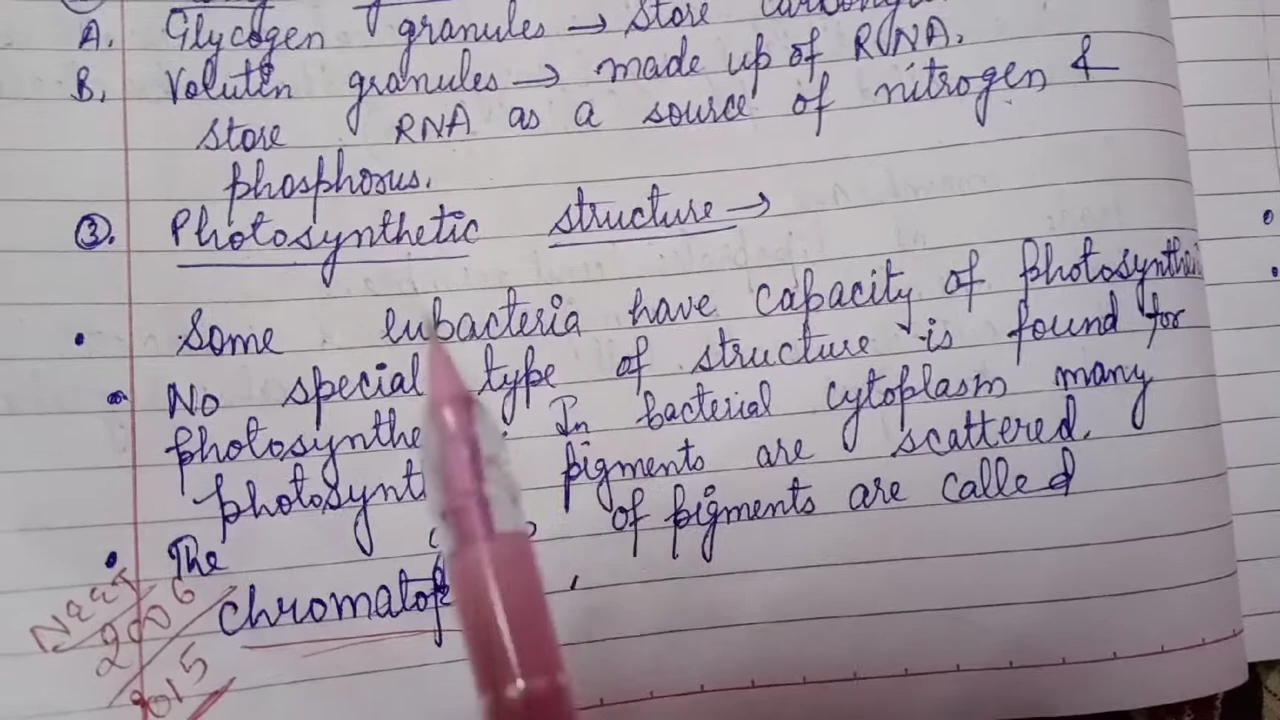 A. Glycogen granules → Store
B. Volutin granules → made up of RNA.
store RNA as a source of nitrogen &
phosphorus.
③. Photosynthetic structure →
• Some eubacteria have capacity of photosynthesi
• No special type of structure is found for
photosynthe In bacterial cytoplasm many
photosynt pigments are scattered.
• The of pigments are called
chromatop
Neet
2006
2015